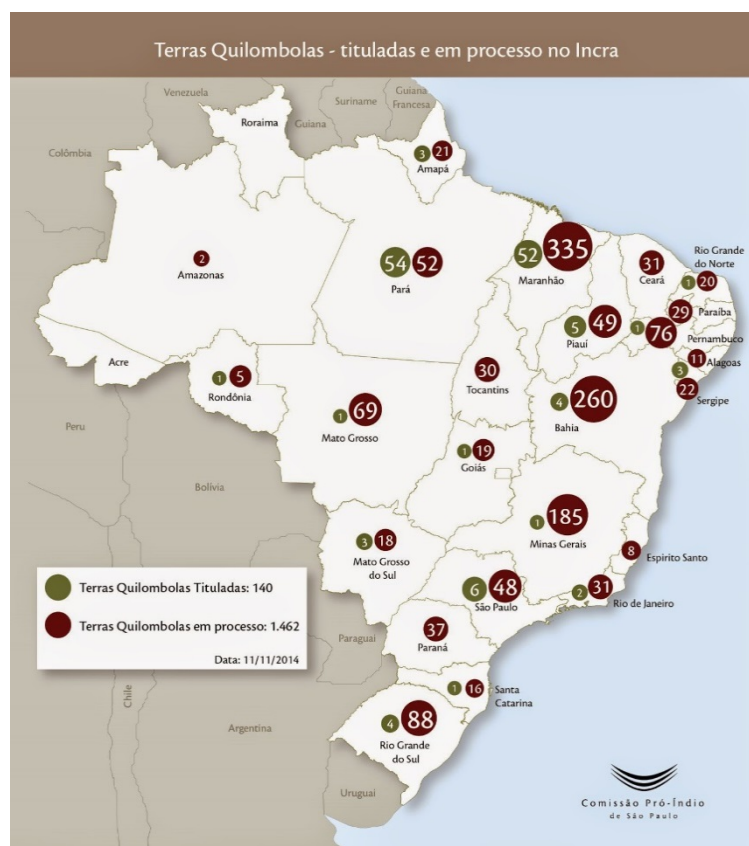 Terras Quilombolas - tituladas e em processo no Incra
Venezuela
Suriname
Guiana
Francesa
Guiana
Colômbia
Roraima
3 21
Amapá
2
Amazonas
54 52
Pará
52 335
Maranhão
31
Ceará
Rio Grande
do Norte
1 20
29
Paraíba
5 49
Piauí
1 76
Pernambuco
11
Alagoas
3
22
Sergipe
Acre
1 5
Rondônia
30
Tocantins
4 260
Bahia
1 69
Mato Grosso
Peru
Bolívia
1 19
Goiás
1 185
Minas Gerais
8
Espirito Santo
3 18
Mato Grosso
do Sul
6 48
São Paulo
2 31
Rio de Janeiro
Terras Quilombolas Tituladas: 140
Terras Quilombolas em processo: 1.462
Data: 11/11/2014
Paraguai
37
Paraná
1 16
Santa
Catarina
Chile
Argentina
4 88
Rio Grande
do Sul
Uruguai
Comissão Pró-Índio
de São Paulo